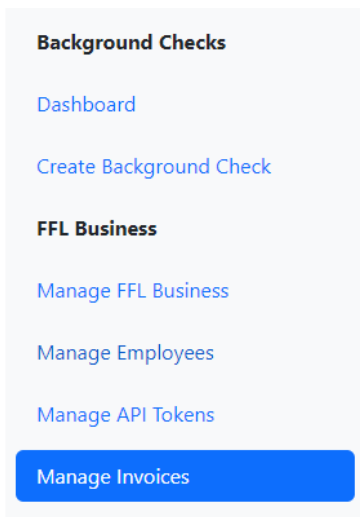 Background Checks
Dashboard
Create Background Check
FFL Business
Manage FFL Business
Manage Employees
Manage API Tokens
Manage Invoices